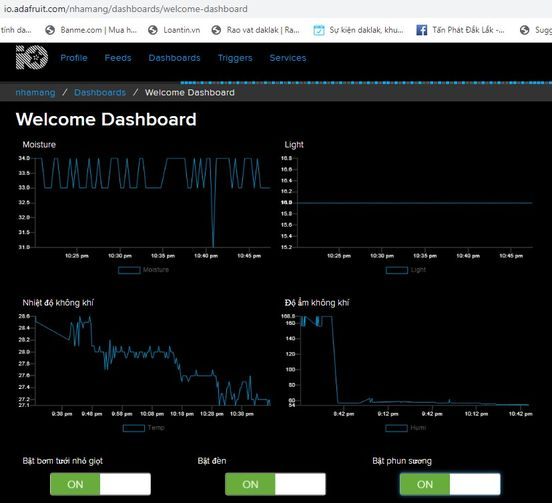 io.adafruit.com/nhamang/dashboards/welcome-dashboard
tính da... Banme.com | Mua h... Loantin.vn Rao vat daklak | Ra... Sự kiện daklak, khu... Tấn Phát Đắk Lắk -... Sugg
io Profile Feeds Dashboards Triggers Services
nhamang / Dashboards / Welcome Dashboard
Welcome Dashboard
Moisture
34.0
33.5
33.0
32.5
32.0
31.5
31.0
10:25 pm 10:30 pm 10:35 pm 10:40 pm 10:45 pm
Moisture
Light
16.8
16.6
16.4
16.2
16.0
15.8
15.6
15.4
15.2
10:25 pm 10:30 pm 10:35 pm 10:40 pm 10:45 pm
Light
Nhiệt độ không khí
28.6
28.4
28.2
28.0
27.8
27.6
27.4
27.2
27.1
9:38 pm 9:48 pm 9:58 pm 10:08 pm 10:18 pm 10:28 pm 10:38 pm
Temp
Độ ẩm không khí
168.8
160
140
120
100
80
60
54
8:42 pm 9:12 pm 9:42 pm 10:12 pm 10:42 pm
Humi
Bật bơm tưới nhỏ giọt Bật đèn Bật phun sương
ON ON ON